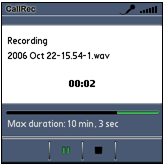 CallRec
Recording
2006 Oct 22-15.54-1.wav
00:02
Max duration: 10 min, 3 sec